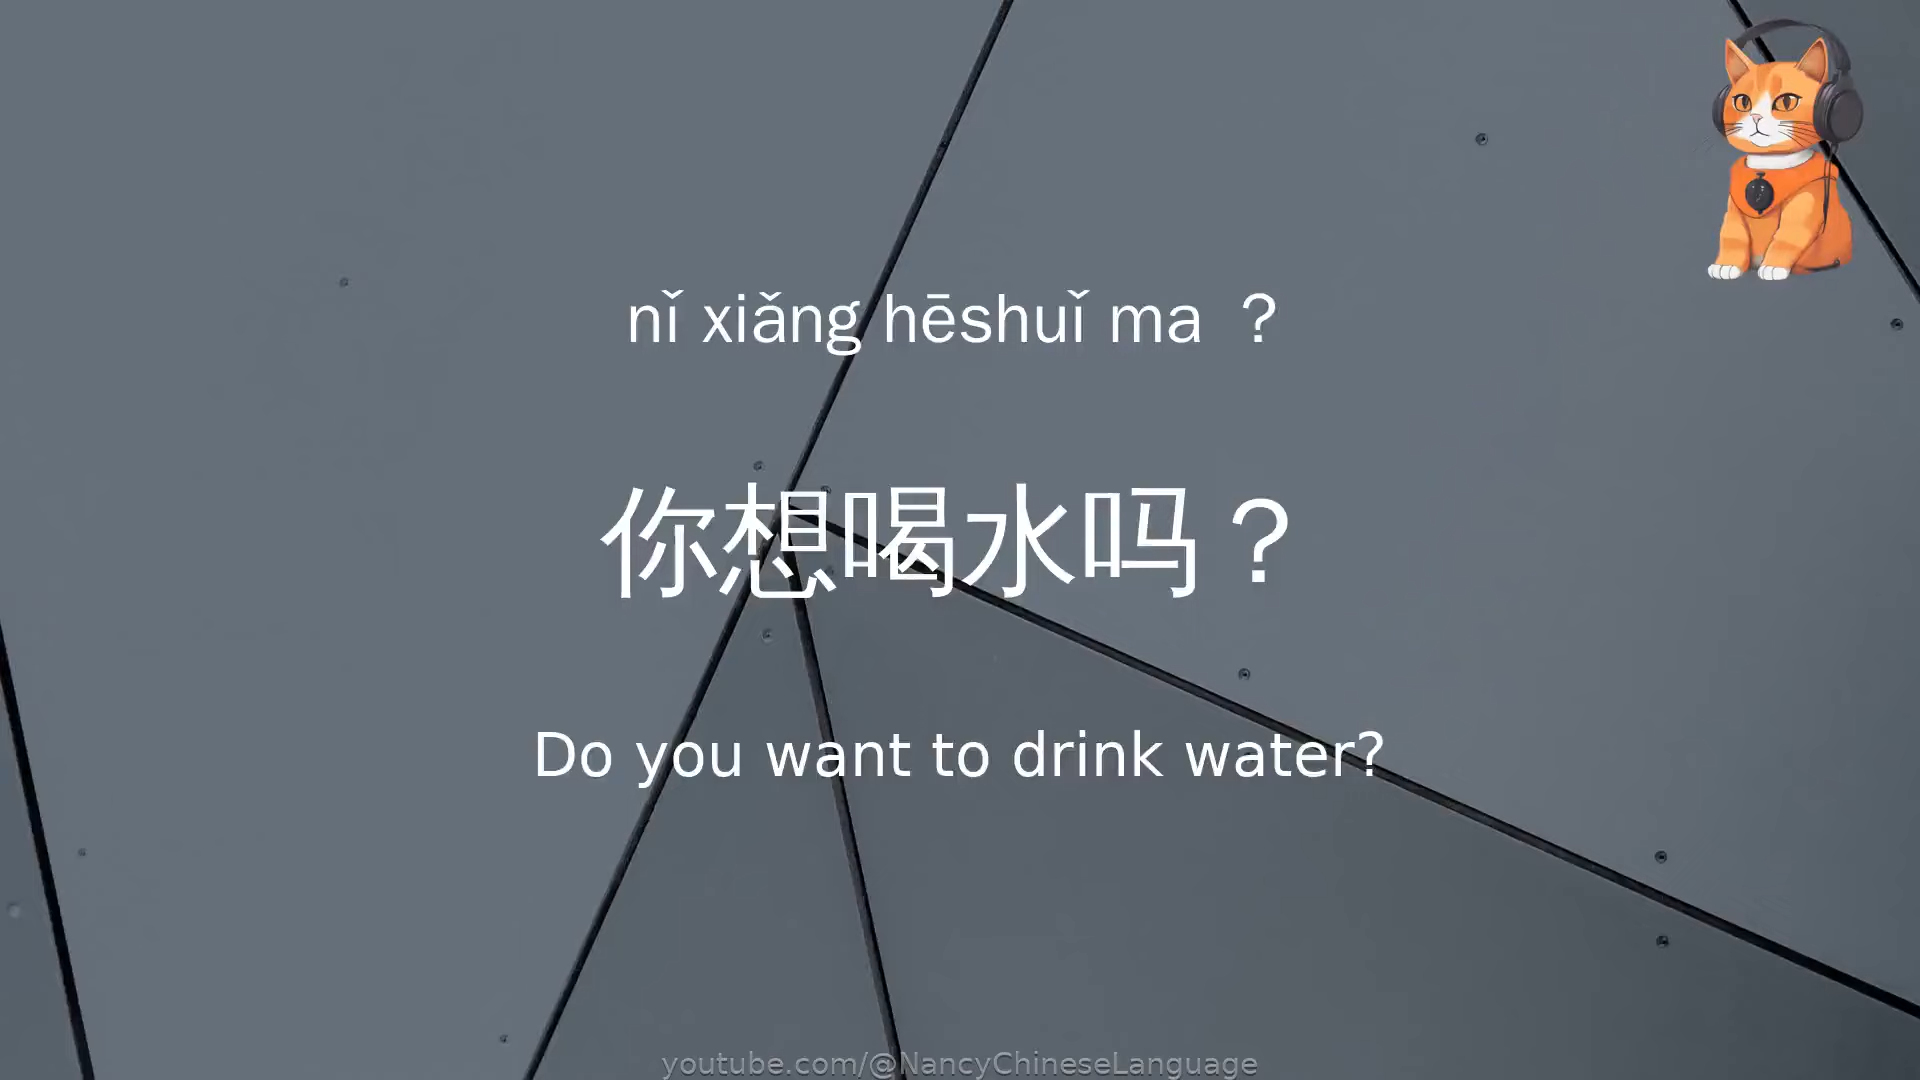 nǐ xiǎng hēshuǐ ma ？
你想喝水吗？
Do you want to drink water?
youtube.com/@NancyChineseLanguage